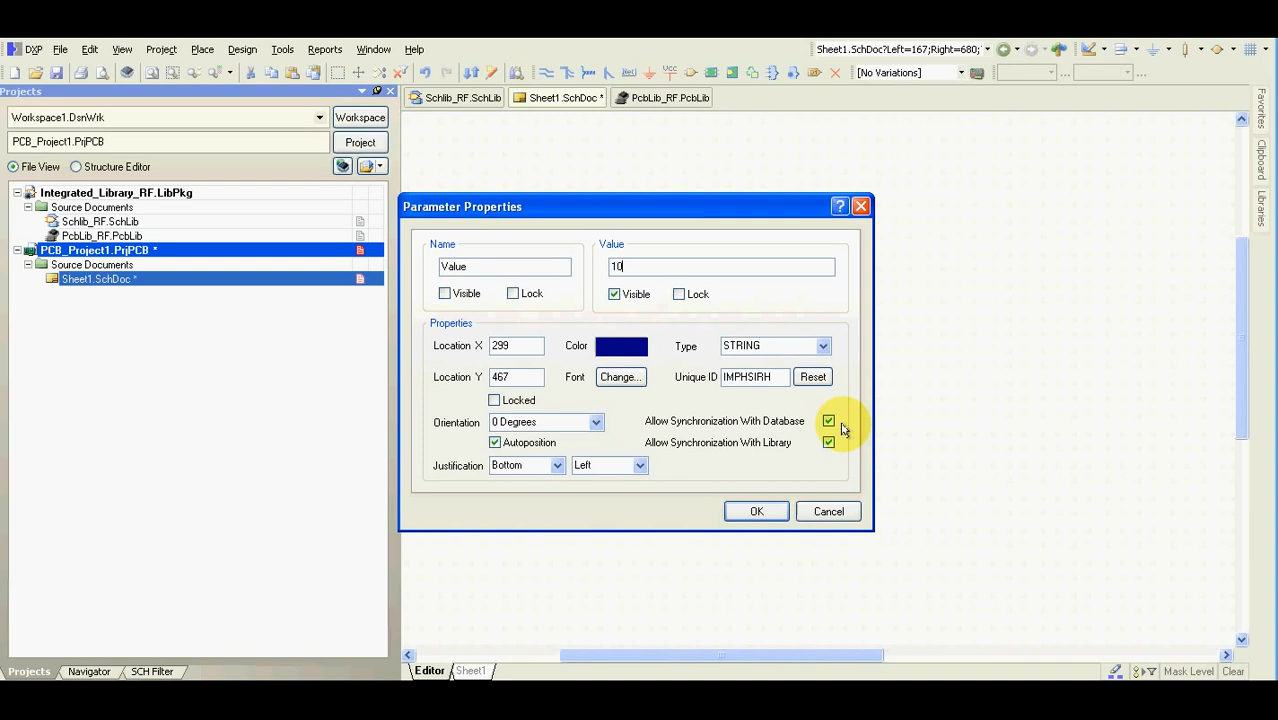 DXP File Edit View Project Place Design Tools Reports Window Help
Sheet1.SchDoc?Left=167;Right=680;
[No Variations]
Projects
Schlib_RF.SchLib Sheet1.SchDoc * PcbLib_RF.PcbLib
Workspace1.DsnWrk Workspace
PCB_Project1.PrjPCB Project
File View Structure Editor
Integrated_Library_RF.LibPkg
Source Documents
Schlib_RF.SchLib
PcbLib_RF.PcbLib
PCB_Project1.PrjPCB *
Source Documents
Sheet1.SchDoc *
Parameter Properties
Name Value
Value 10
Visible Lock Visible Lock
Properties
Location X 299 Color Type STRING
Location Y 467 Font Change... Unique ID IMPHSIRH Reset
Locked
Orientation 0 Degrees Allow Synchronization With Database
Autoposition Allow Synchronization With Library
Justification Bottom Left
OK Cancel
Favorites
Clipboard
Libraries
Projects Navigator SCH Filter
Editor Sheet1 Mask Level Clear